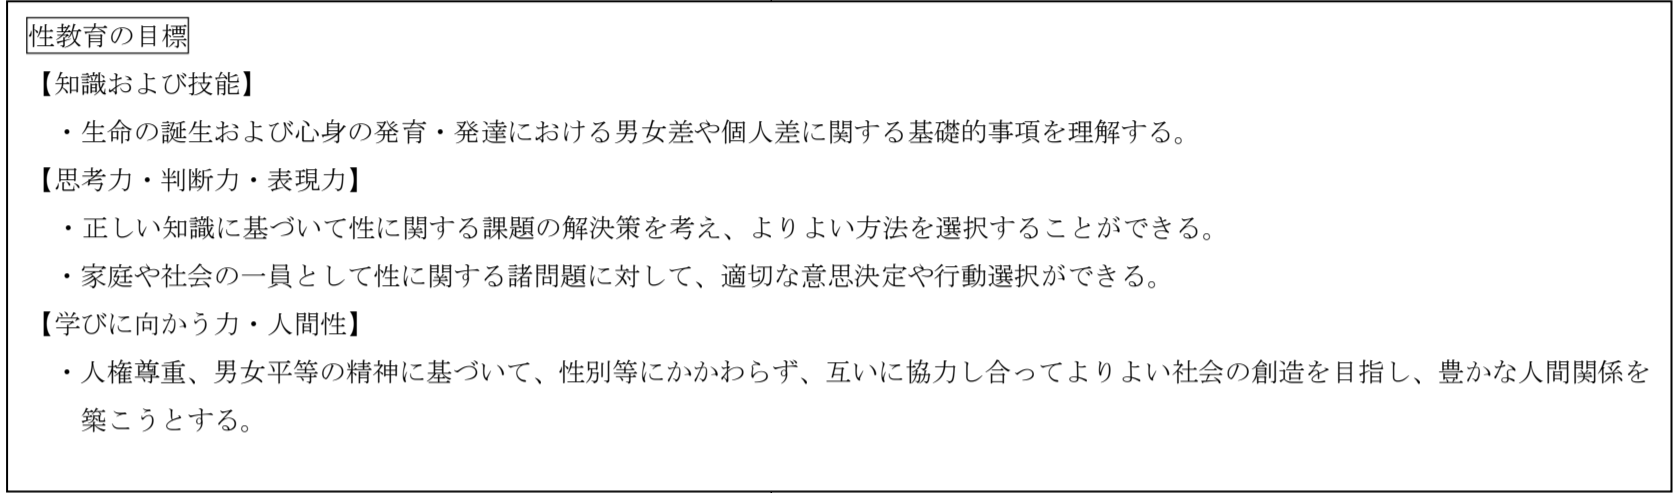 性教育の目標
【知識および技能】
・生命の誕生および心身の発育・発達における男女差や個人差に関する基礎的事項を理解する。
【思考力・判断力・表現力】
・正しい知識に基づいて性に関する課題の解決策を考え、よりよい方法を選択することができる。
・家庭や社会の一員として性に関する諸問題に対して、適切な意思決定や行動選択ができる。
【学びに向かう力・人間性】
・人権尊重、男女平等の精神に基づいて、性別等にかかわらず、互いに協力し合ってよりよい社会の創造を目指し、豊かな人間関係を
築こうとする。